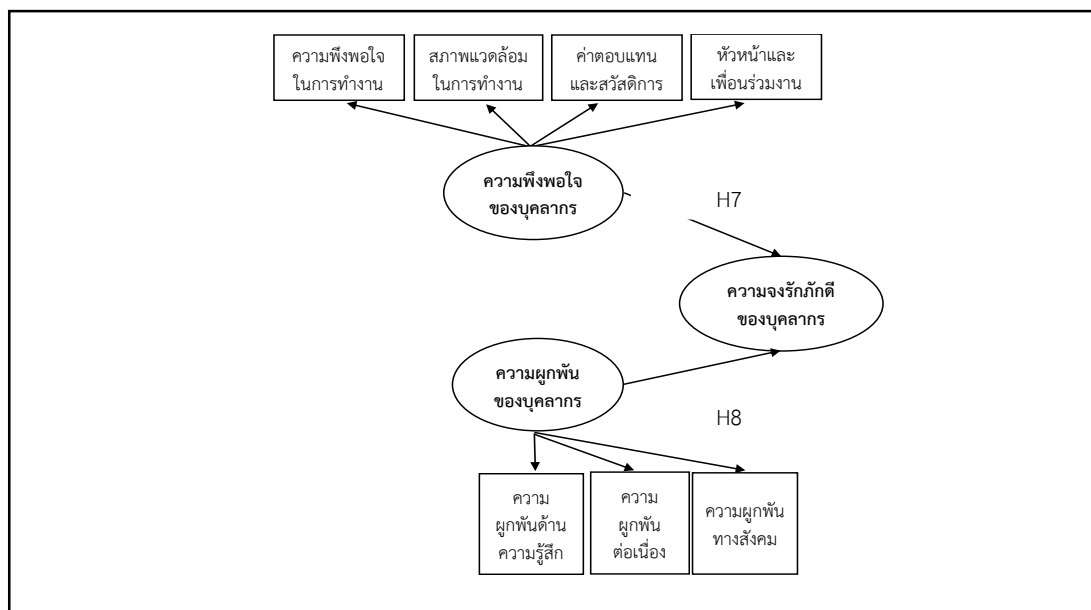 ความพึงพอใจ
ในการทำงาน
สภาพแวดล้อม
ในการทำงาน
ค่าตอบแทน
และสวัสดิการ
หัวหน้าและ
เพื่อนร่วมงาน
ความพึงพอใจ
ของบุคลากร
H7
ความจงรักภักดี
ของบุคลากร
ความผูกพัน
ของบุคลากร
H8
ความ
ผูกพันด้าน
ความรู้สึก
ความ
ผูกพัน
ต่อเนื่อง
ความผูกพัน
ทางสังคม